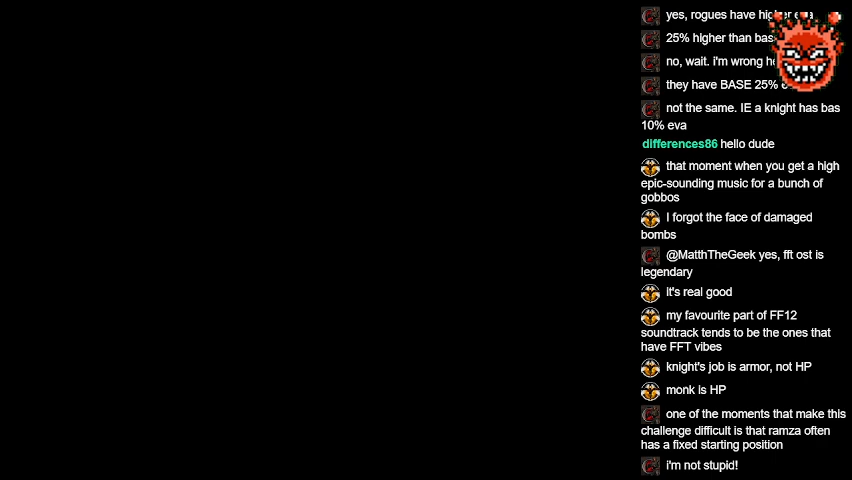 yes, rogues have higher eva
25% higher than bas
no, wait. i'm wrong he
they have BASE 25%
not the same. IE a knight has bas
10% eva
differences86 hello dude
that moment when you get a high
epic-sounding music for a bunch of
gobbos
I forgot the face of damaged
bombs
@MatthTheGeek yes, fft ost is
legendary
it's real good
my favourite part of FF12
soundtrack tends to be the ones that
have FFT vibes
knight's job is armor, not HP
monk is HP
one of the moments that make this
challenge difficult is that ramza often
has a fixed starting position
i'm not stupid!